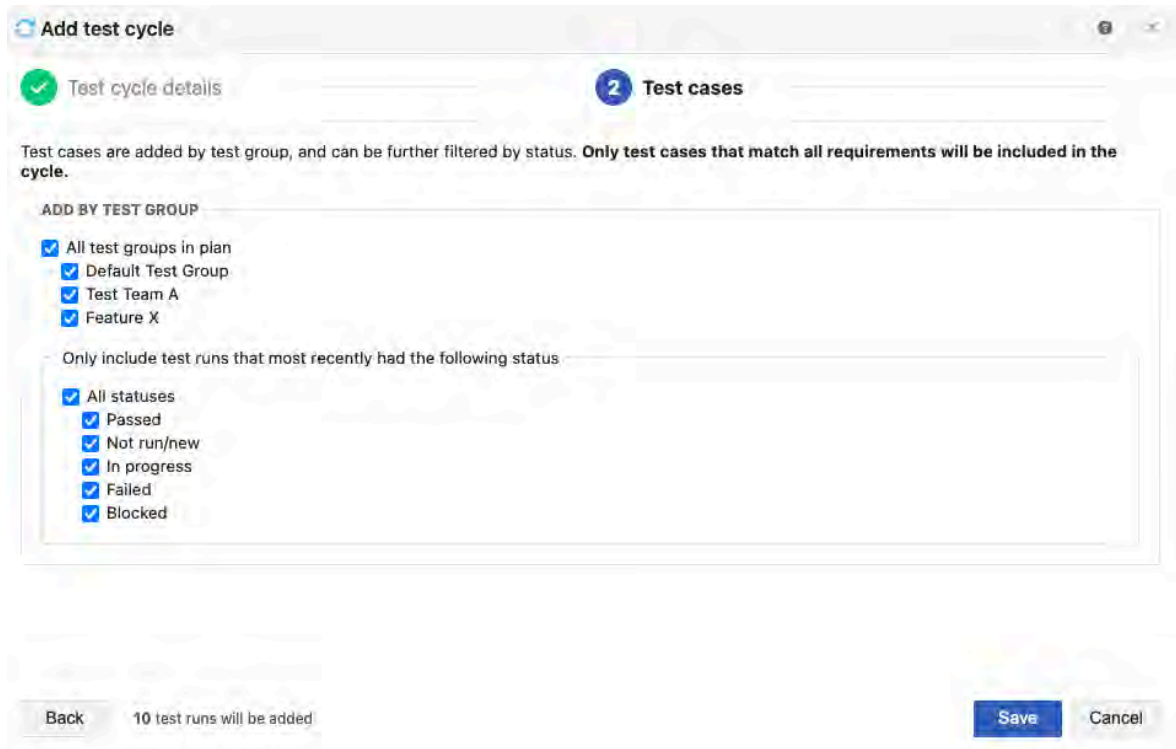 Add test cycle
Test cycle details
2 Test cases
Test cases are added by test group, and can be further filtered by status. Only test cases that match all requirements will be included in the
cycle.
ADD BY TEST GROUP
All test groups in plan
Default Test Group
Test Team A
Feature X
Only include test runs that most recently had the following status
All statuses
Passed
Not run/new
In progress
Failed
Blocked
Back 10 test runs will be added Save Cancel